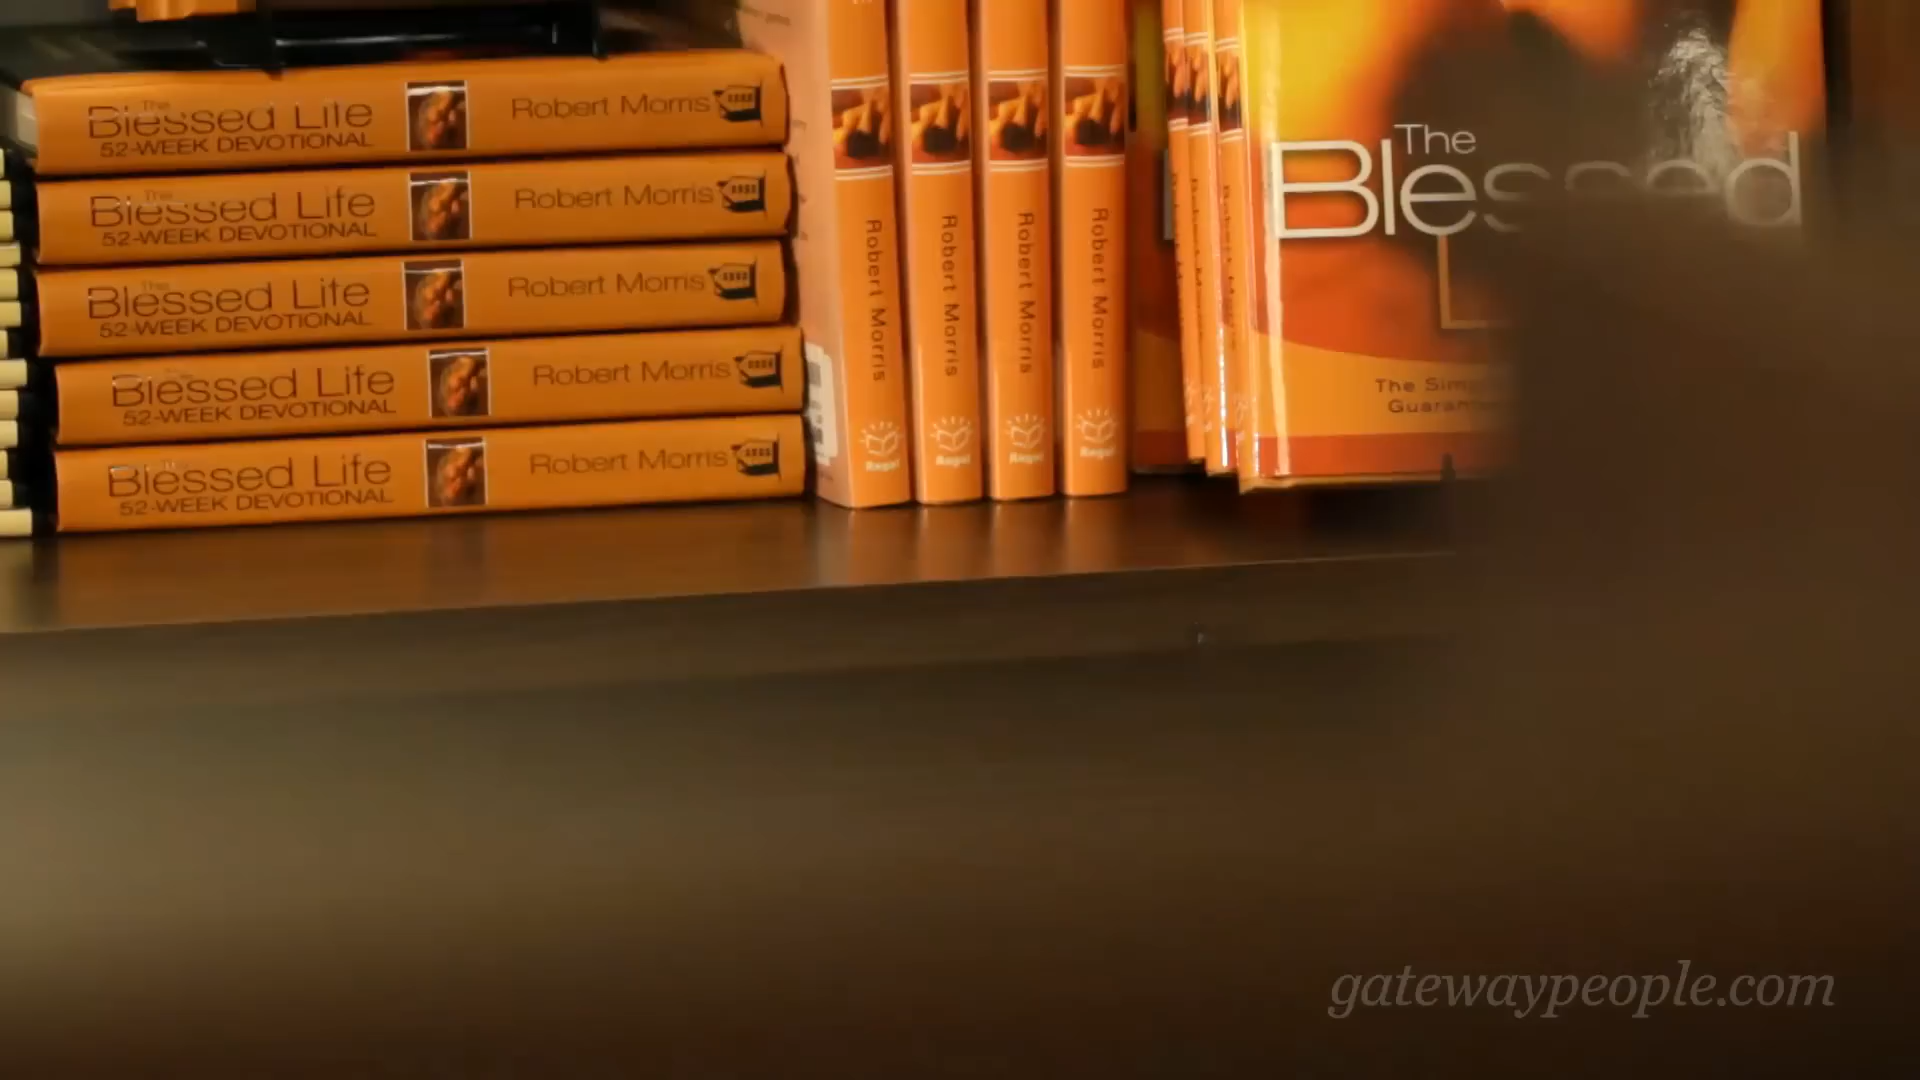 The
Blessed Life
52-WEEK DEVOTIONAL
Robert Morris
The
Blessed Life
52-WEEK DEVOTIONAL
Robert Morris
The
Blessed Life
52-WEEK DEVOTIONAL
Robert Morris
Blessed Life
52-WEEK DEVOTIONAL
Robert Morris
Blessed Life
52-WEEK DEVOTIONAL
Robert Morris
Robert Morris
Regal
Robert Morris
Regal
Robert Morris
Regal
Robert Morris
Regal
The
Blessed
The
gatewaypeople.com